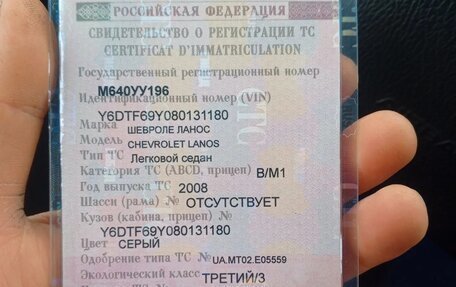 РОССИЙСКАЯ ФЕДЕРАЦИЯ
СВИДЕТЕЛЬСТВО О РЕГИСТРАЦИИ ТС
CERTIFICAT D'IMMATRICULATION
Государственный регистрационный номер
М640УУ196
Идентификационный номер (VIN)
Y6DTF69Y080131180
Марка ШЕВРОЛЕ ЛАНОС
Модель CHEVROLET LANOS
Тип ТС Легковой седан
Категория ТС (ABCD, прицеп) B/M1
Год выпуска ТС 2008
Шасси (рама) № ОТСУТСТВУЕТ
Кузов (кабина, прицеп) №
Y6DTF69Y080131180
Цвет СЕРЫЙ
Одобрение типа ТС № UA.MT02.E05559
Экологический класс ТРЕТИЙ/3